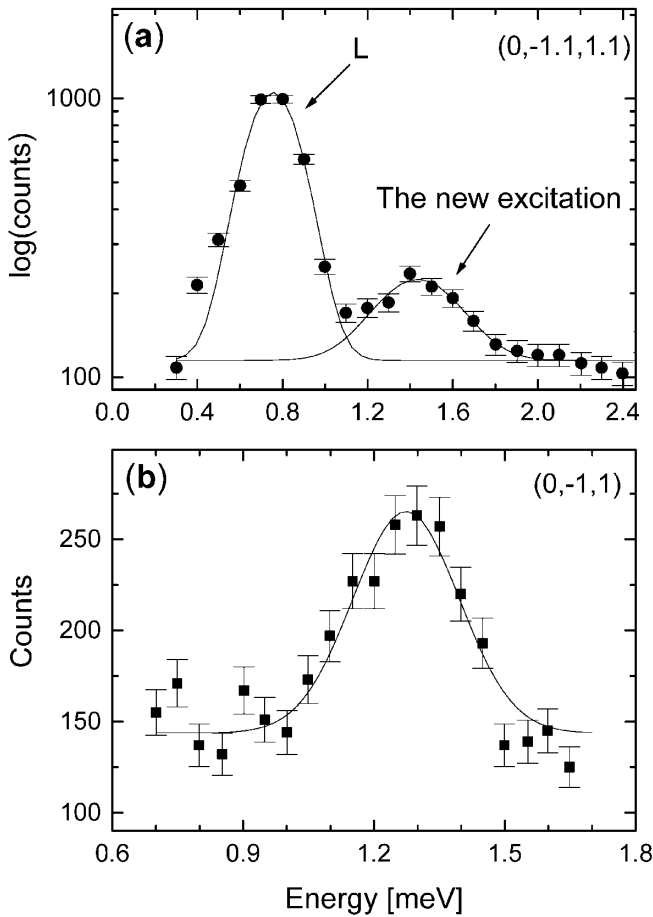 (a)
L
(0,-1.1,1.1)
The new excitation
log(counts)
1000
100
0.0 0.4 0.8 1.2 1.6 2.0 2.4
(b)
(0,-1,1)
Counts
250
200
150
100
0.6 0.9 1.2 1.5 1.8
Energy [meV]